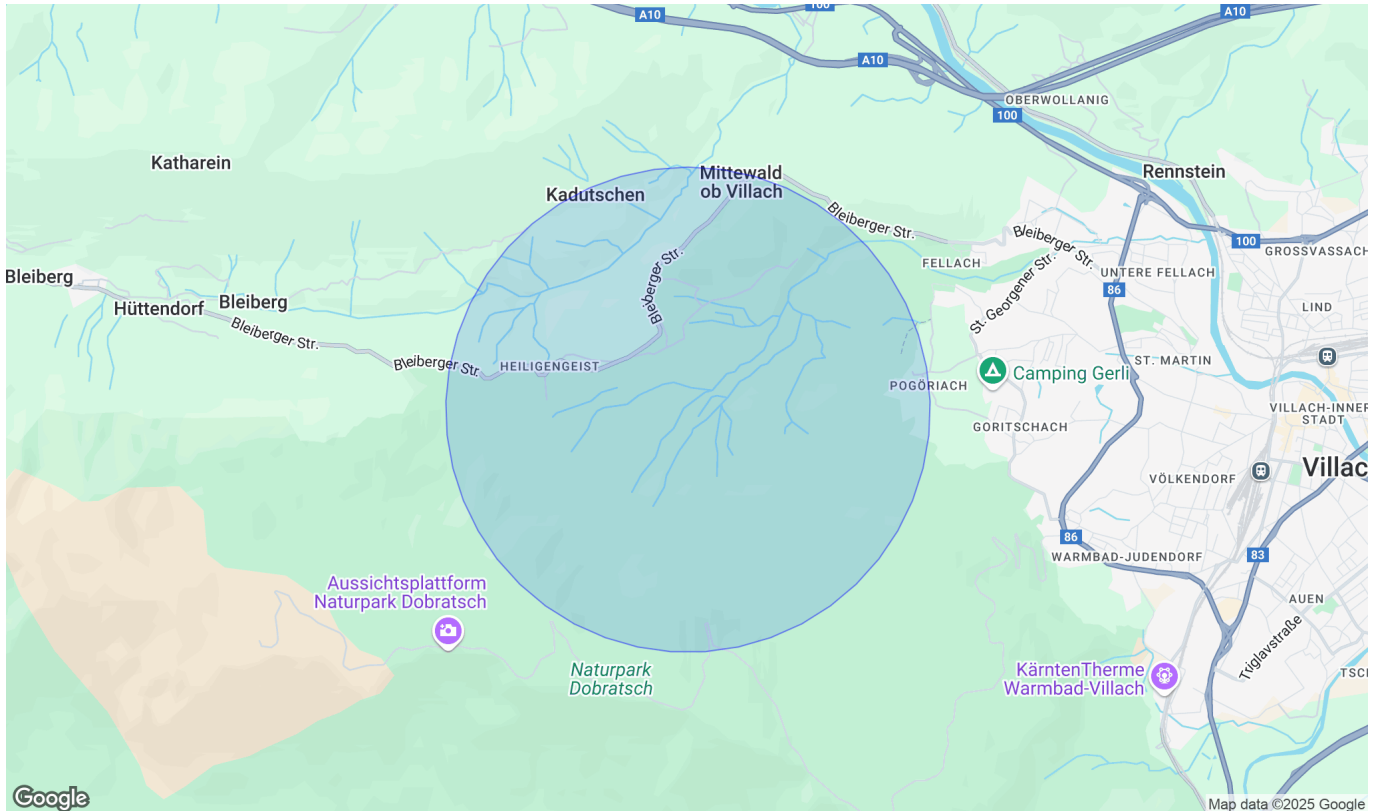 A10
100
A10
A10
OBERWOLLANIG
100
Katharein
Mittewald
ob Villach
Rennstein
Kadutschen
Bleiberger Str.
Bleiberger Str.
100
GROSSVASSACH
FELLACH
UNTERE FELLACH
Bleiberg
86
Bleiberger Str.
St. Georgener Str.
Hüttendorf
Bleiberg
LIND
Bleiberger Str.
ST. MARTIN
Bleiberger Str.
HEILIGENGEIST
Camping Gerli
POGÖRIACH
VILLACH-INNER
STADT
GORITSCHACH
Villac
VÖLKENDORF
86
WARMBAD-JUDENDORF
83
Aussichtsplattform
Naturpark Dobratsch
AUEN
Triglavstraße
Naturpark
Dobratsch
KärntenTherme
Warmbad-Villach
TSCH
Google
Map data ©2025 Google